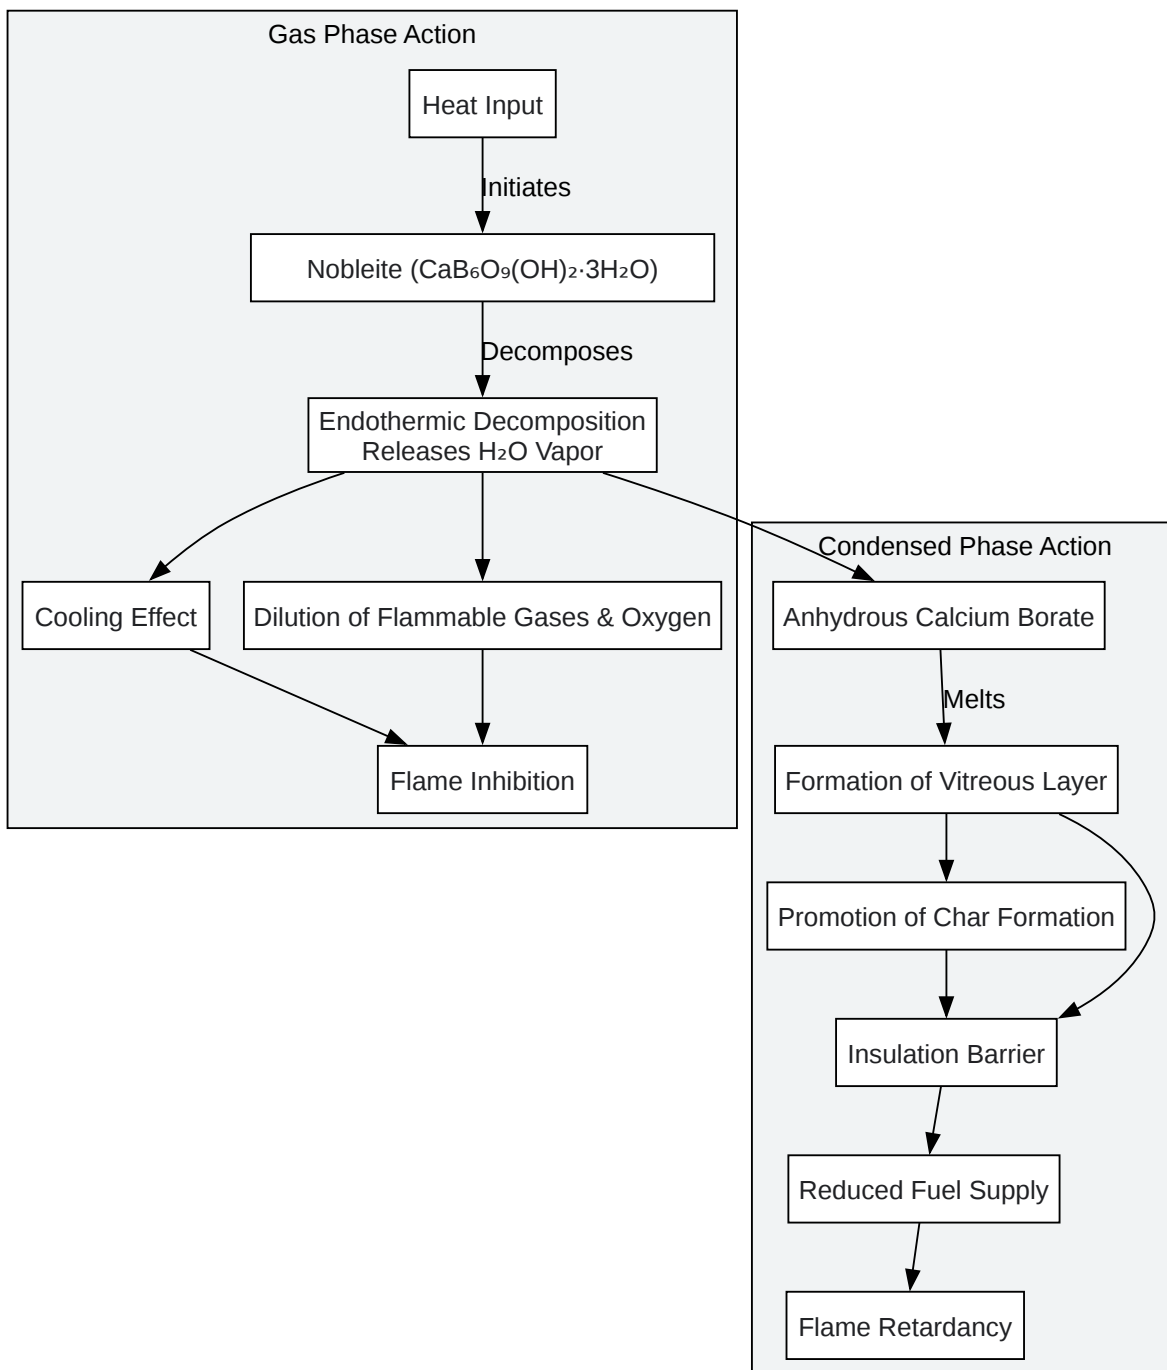 Gas Phase Action
Heat Input
Initiates
Nobleite (CaB₆O₉(OH)₂·3H₂O)
Decomposes
Endothermic Decomposition
Releases H₂O Vapor
Condensed Phase Action
Cooling Effect
Dilution of Flammable Gases & Oxygen
Anhydrous Calcium Borate
Melts
Flame Inhibition
Formation of Vitreous Layer
Promotion of Char Formation
Insulation Barrier
Reduced Fuel Supply
Flame Retardancy